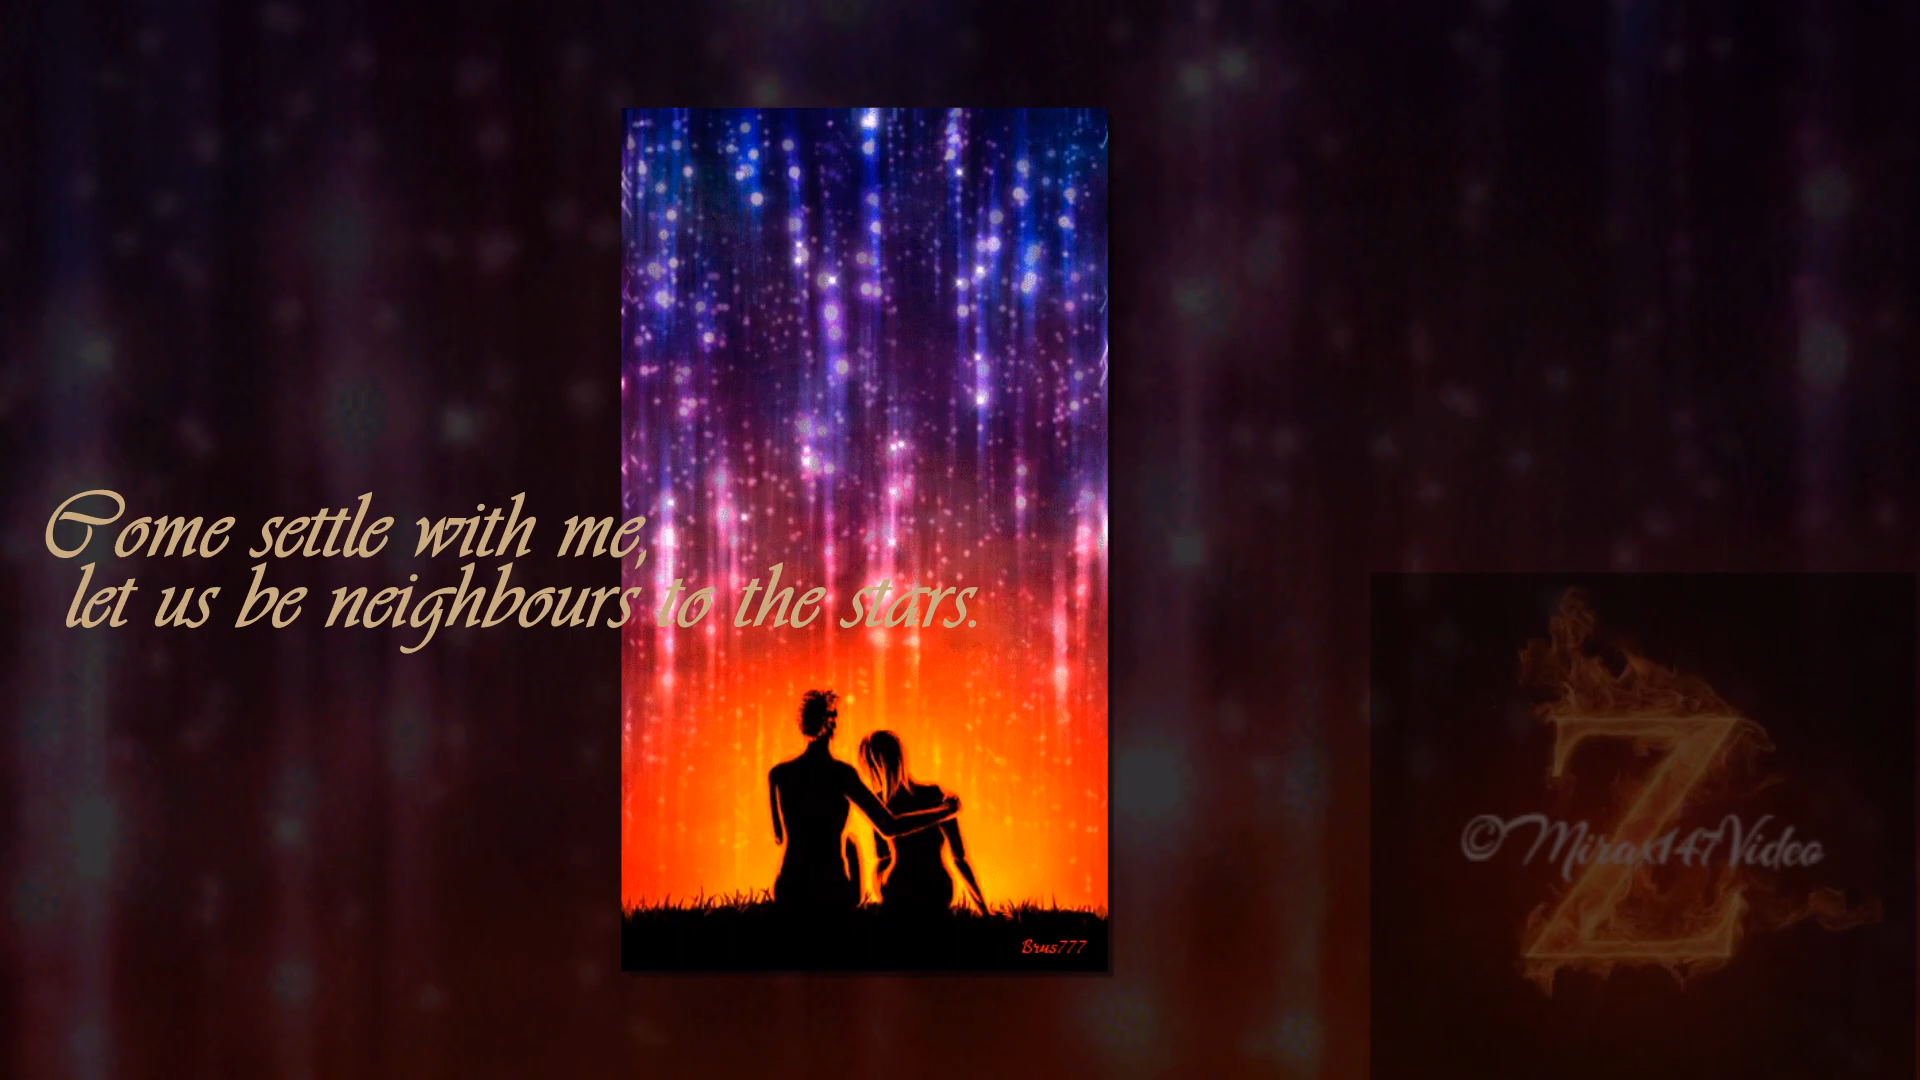 Come settle with me,
let us be neighbours to the stars.
Z
©Mirax147Video
Brus777